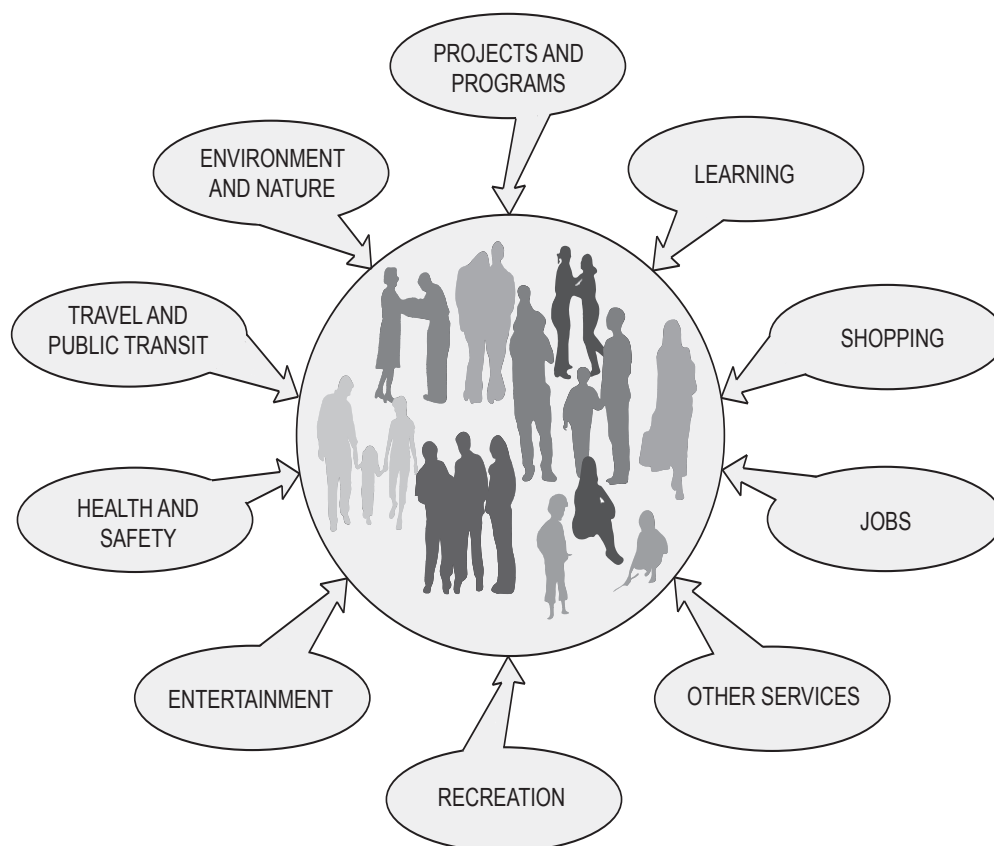 PROJECTS AND
PROGRAMS
ENVIRONMENT
AND NATURE
LEARNING
TRAVEL AND
PUBLIC TRANSIT
SHOPPING
HEALTH AND
SAFETY
JOBS
ENTERTAINMENT
OTHER SERVICES
RECREATION